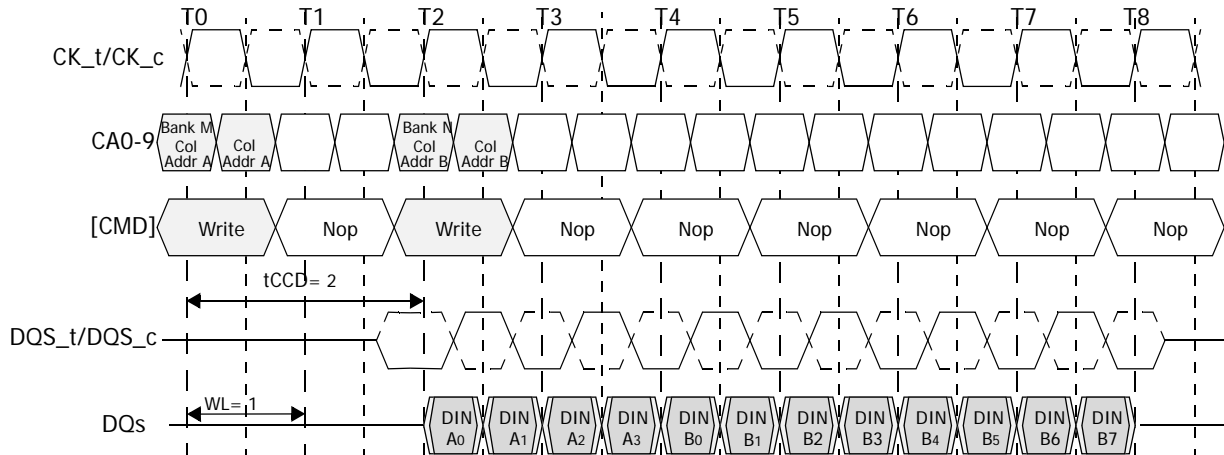 T0 T1 T2 T3 T4 T5 T6 T7 T8
CK_t/CK_c
CA0-9
Bank M
Col
Addr A
Col
Addr A
Bank N
Col
Addr B
Col
Addr B
[CMD]
Write Nop Write Nop Nop Nop Nop Nop Nop
tCCD= 2
DQS_t/DQS_c
WL= 1
DQs
DIN DIN DIN DIN DIN DIN DIN DIN DIN DIN DIN DIN
A0 A1 A2 A3 B0 B1 B2 B3 B4 B5 B6 B7